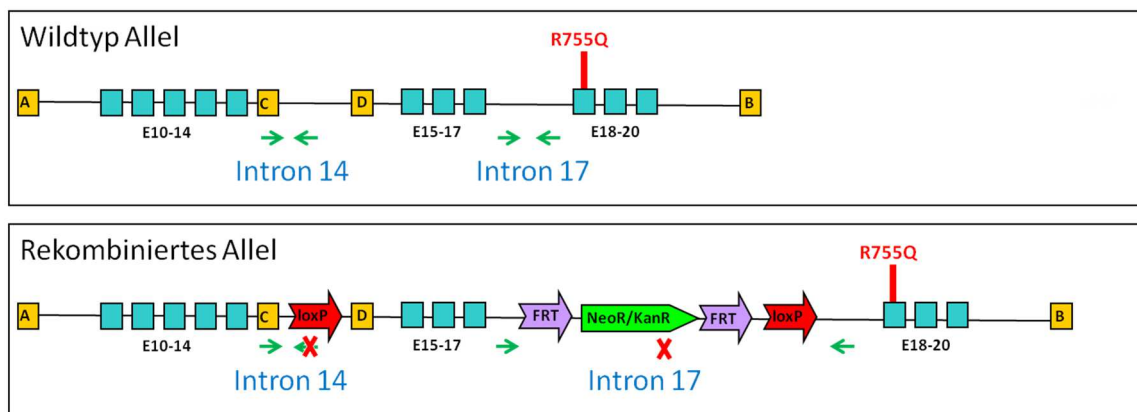 Wildtyp Allel
R755Q
A C D B
E10-14 E15-17 E18-20
Intron 14 Intron 17
Rekombiniertes Allel
R755Q
A C loxP D FRT NeoR/KanR FRT loxP B
E10-14 E15-17 E18-20
Intron 14 Intron 17